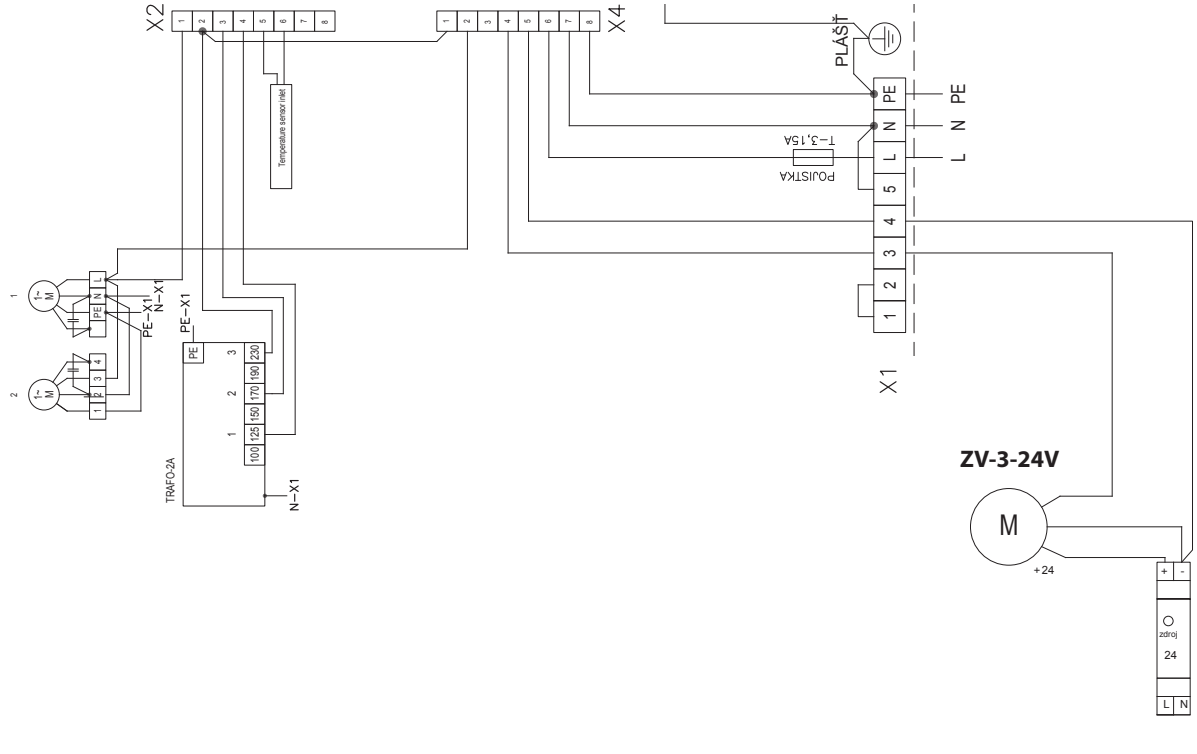 X2
1 2 3 4 5 6 7 8
1 2 3 4 5 6 7 8
X4
Temperature sensor inlet
PLÁŠŤ
PE
PE
N
N
T-3,15A
POJISTKA
L
L
5
4
3
2
1
X1
1
1~
M
L
N
PE
PE-X1
N-X1
2
1~
M
4
3
2
1
PE-X1
PE
3
2
1
230
190
170
150
125
100
TRAFO-2A
N-X1
ZV-3-24V
M
+24
+ -
zdroj
24
L N